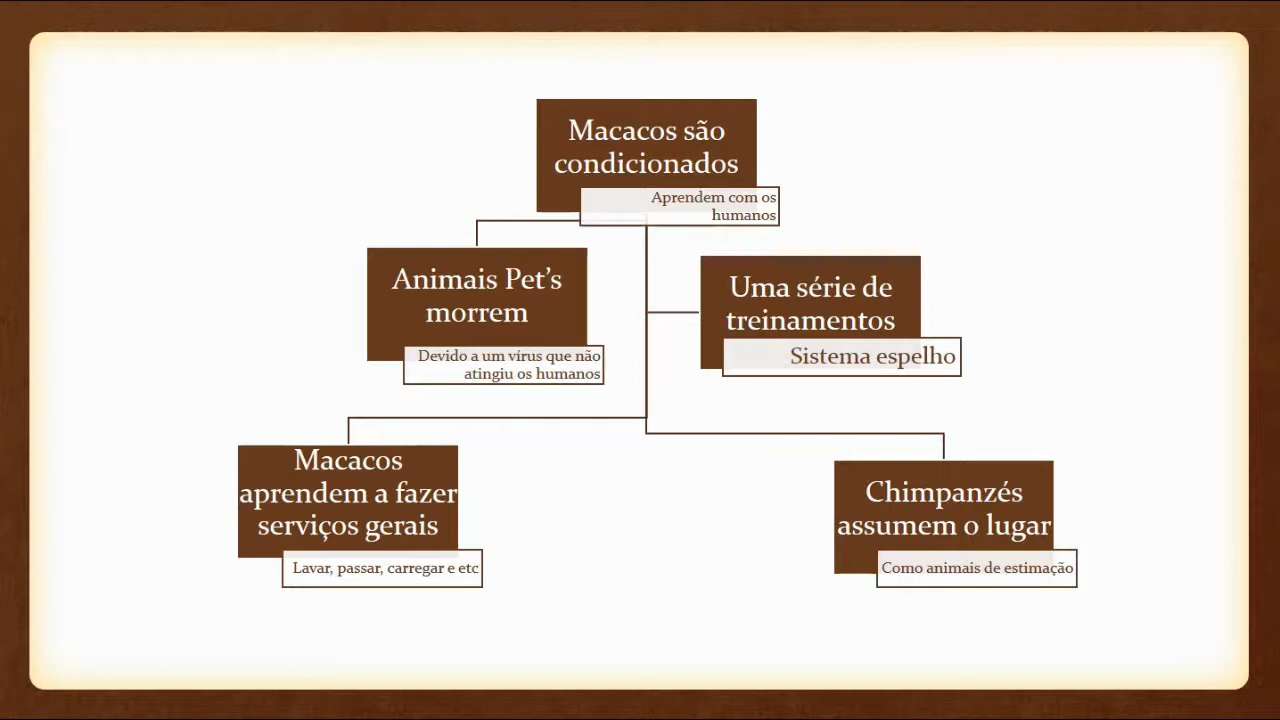 Macacos são
condicionados
Aprendem com os
humanos
Animais Pet’s
morrem
Devido a um vírus que não
atingiu os humanos
Uma série de
treinamentos
Sistema espelho
Macacos
aprendem a fazer
serviços gerais
Lavar, passar, carregar e etc
Chimpanzés
assumem o lugar
Como animais de estimação